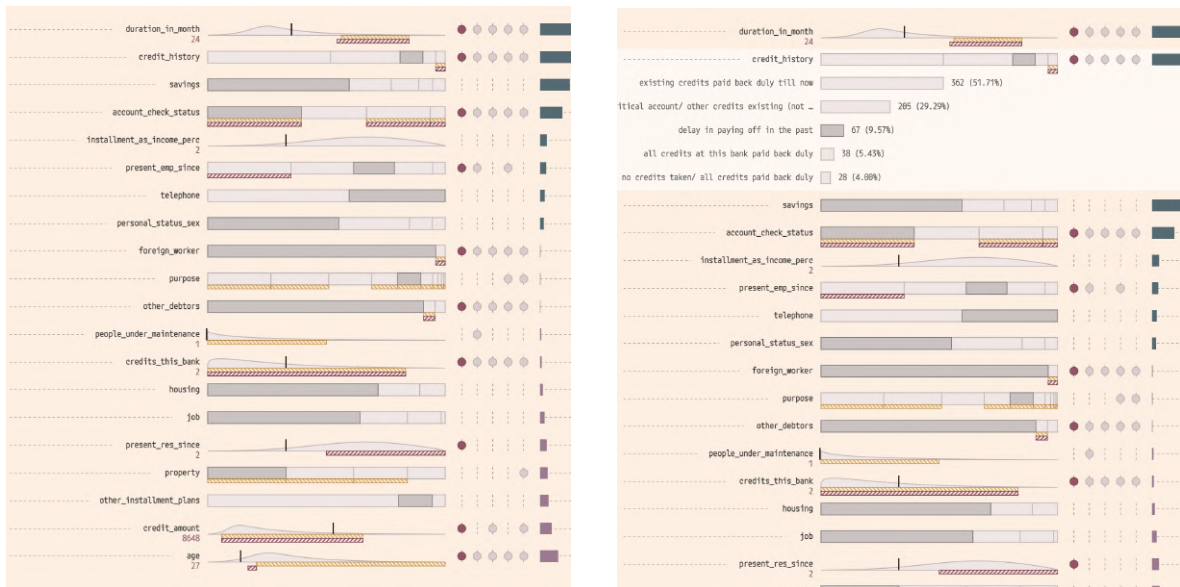 duration_in_month
24
credit_history
savings
account_check_status
installment_as_income_perc
2
present_emp_since
telephone
personal_status_sex
foreign_worker
purpose
other_debtors
people_under_maintenance
1
credits_this_bank
2
housing
job
present_res_since
2
property
other_installment_plans
credit_amount
8648
age
27
duration_in_month
24
credit_history
existing credits paid back duly till now 362 (51.71%)
itical account/ other credits existing (not … 205 (29.29%)
delay in paying off in the past 67 (9.57%)
all credits at this bank paid back duly 38 (5.43%)
no credits taken/ all credits paid back duly 28 (4.00%)
savings
account_check_status
installment_as_income_perc
2
present_emp_since
telephone
personal_status_sex
foreign_worker
purpose
other_debtors
people_under_maintenance
1
credits_this_bank
2
housing
job
present_res_since
2